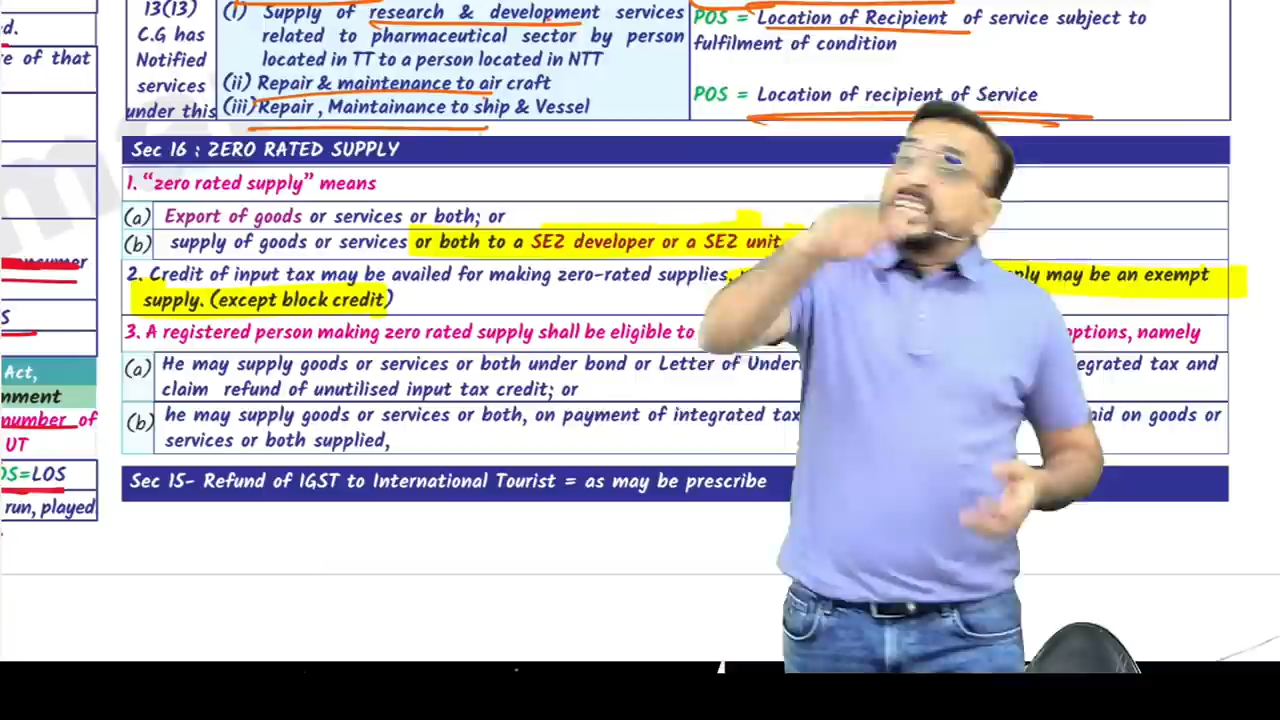 d.
e of that
consumer
S
Act,
nment
number of
UT
OS=LOS
run, played
13(13)
C.G has
Notified
services
under this
(i) Supply of research & development services
related to pharmaceutical sector by person
located in TT to a person located in NTT
(ii) Repair & maintenance to air craft
(iii) Repair , Maintainance to ship & Vessel
POS = Location of Recipient of service subject to
fulfilment of condition
POS = Location of recipient of Service
Sec 16 : ZERO RATED SUPPLY
1. “zero rated supply” means
(a) Export of goods or services or both; or
(b) supply of goods or services or both to a SEZ developer or a SEZ unit
2. Credit of input tax may be availed for making zero-rated supplies, ply may be an exempt
supply. (except block credit)
3. A registered person making zero rated supply shall be eligible to options, namely
(a) He may supply goods or services or both under bond or Letter of Under egrated tax and
claim refund of unutilised input tax credit; or
(b) he may supply goods or services or both, on payment of integrated tax aid on goods or
services or both supplied,
Sec 15- Refund of IGST to International Tourist = as may be prescribe